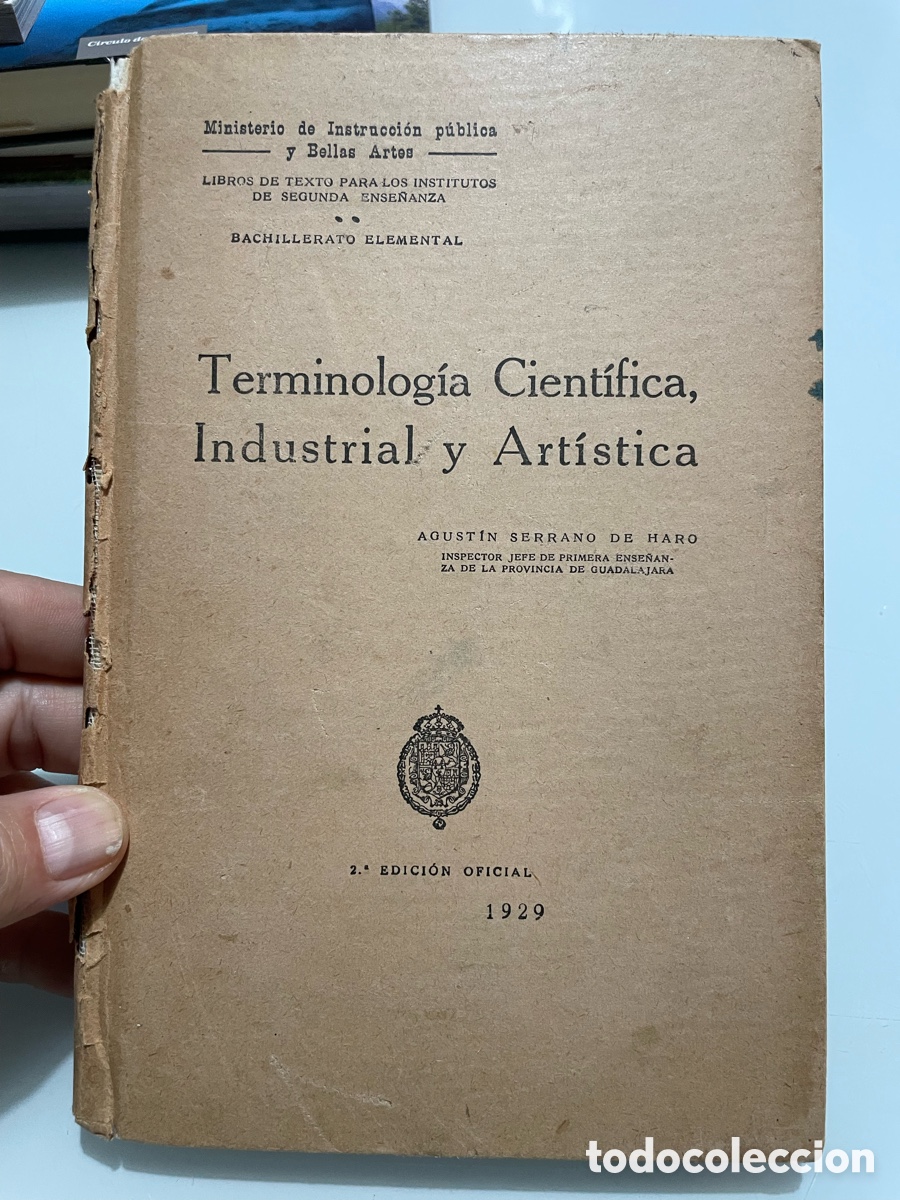 Círculo de
Ministerio de Instrucción pública
y Bellas Artes
LIBROS DE TEXTO PARA LOS INSTITUTOS
DE SEGUNDA ENSEÑANZA
BACHILLERATO ELEMENTAL
Terminología Científica,
Industrial y Artística
AGUSTÍN SERRANO DE HARO
INSPECTOR JEFE DE PRIMERA ENSEÑAN-
ZA DE LA PROVINCIA DE GUADALAJARA
2.ª EDICIÓN OFICIAL
1929
todocoleccion